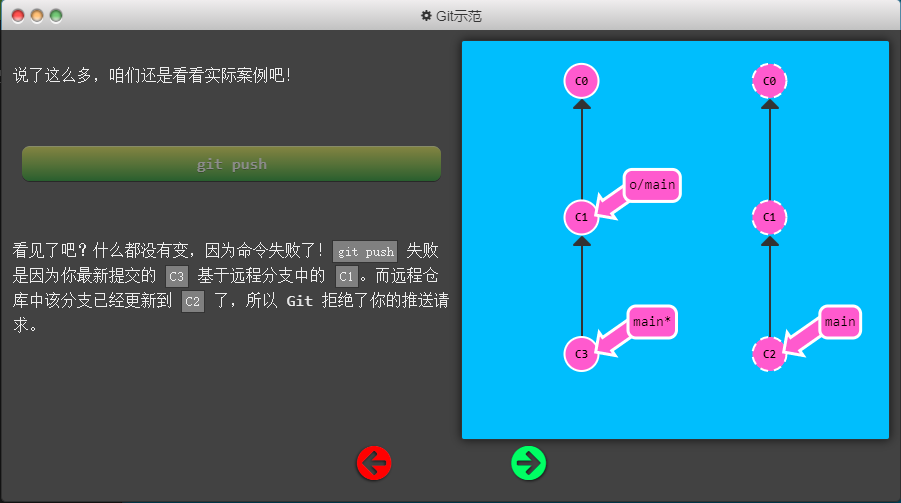 Git示范
说了这么多，咱们还是看看实际案例吧！
git push
看见了吧？什么都没有变，因为命令失败了！git push 失败
是因为你最新提交的 C3 基于远程分支中的 C1。而远程仓
库中该分支已经更新到 C2 了，所以 Git 拒绝了你的推送请
求。
C0
C0
o/main
C1
C1
main*
main
C3
C2